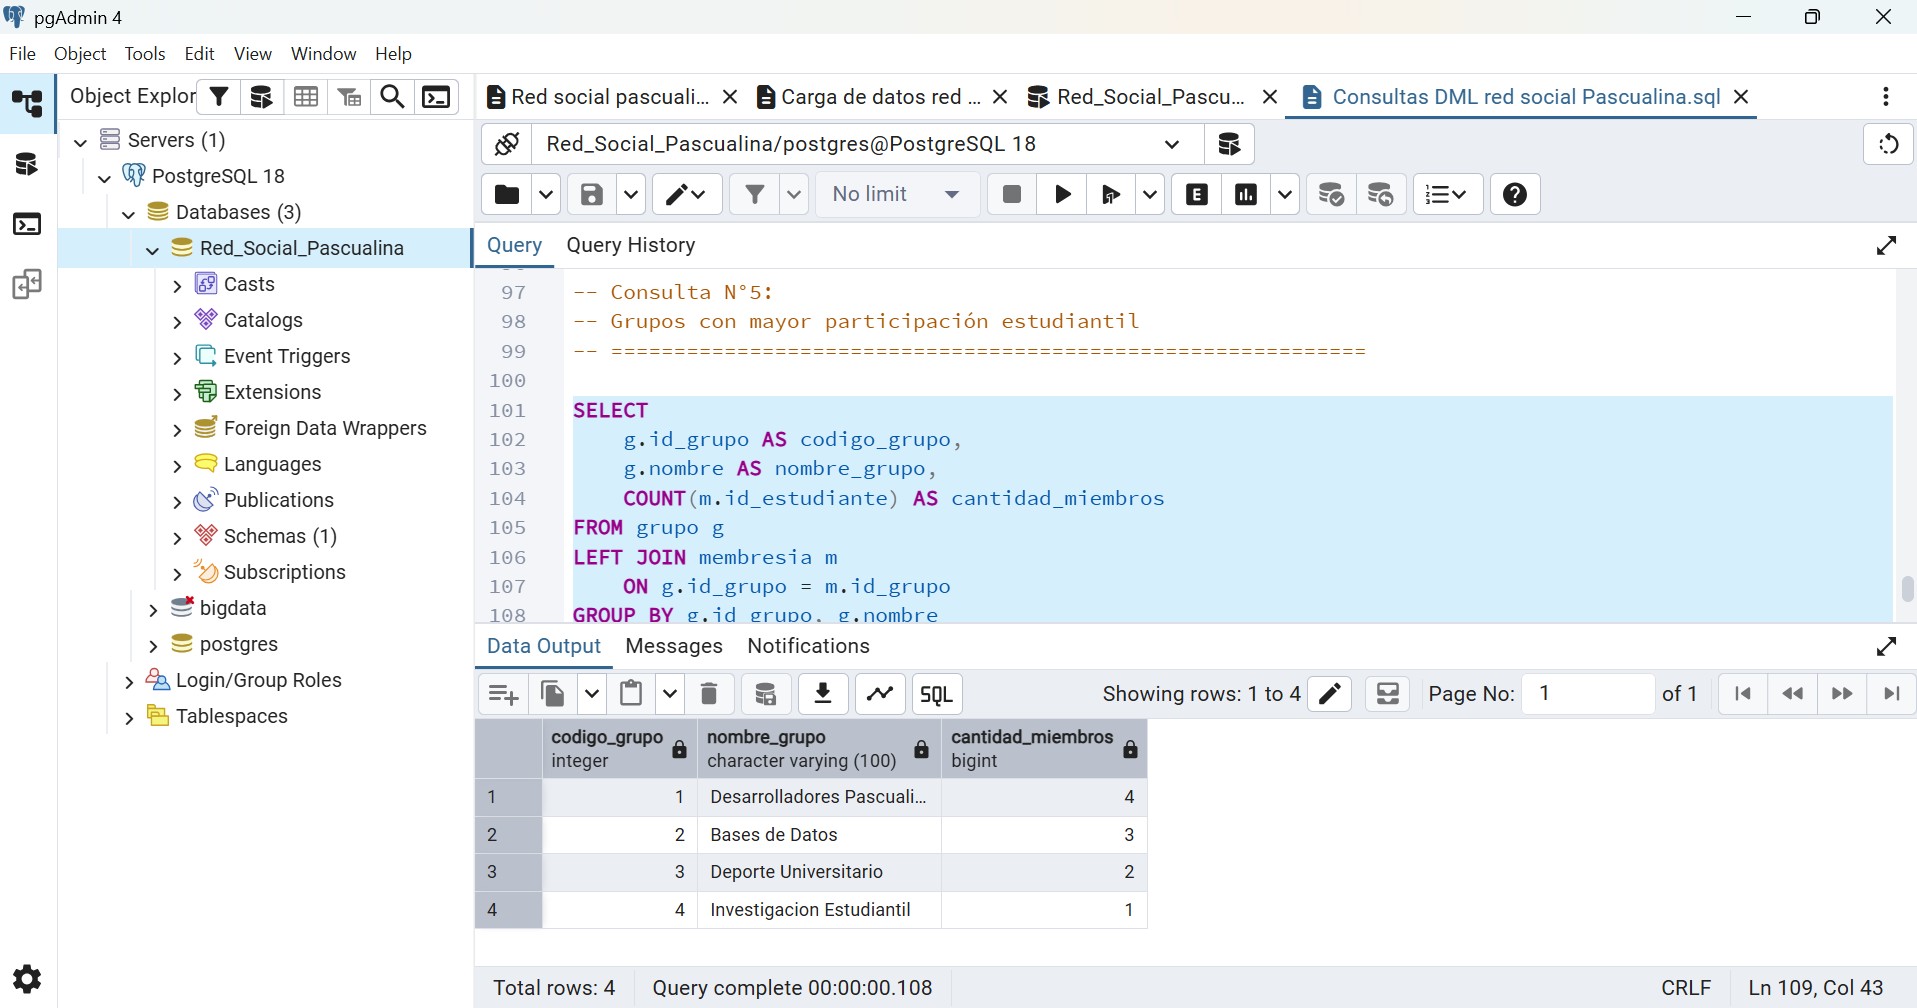 pgAdmin 4
File Object Tools Edit View Window Help
Object Explor
Red social pascuali... Carga de datos red ... Red_Social_Pascu... Consultas DML red social Pascualina.sql
Servers (1)
PostgreSQL 18
Databases (3)
Red_Social_Pascualina
Casts
Catalogs
Event Triggers
Extensions
Foreign Data Wrappers
Languages
Publications
Schemas (1)
Subscriptions
bigdata
postgres
Login/Group Roles
Tablespaces
Red_Social_Pascualina/postgres@PostgreSQL 18
No limit E
Query Query History
97 -- Consulta N°5:
98 -- Grupos con mayor participación estudiantil
99 -- ============================================================
100
101 SELECT
102 g.id_grupo AS codigo_grupo,
103 g.nombre AS nombre_grupo,
104 COUNT(m.id_estudiante) AS cantidad_miembros
105 FROM grupo g
106 LEFT JOIN membresia m
107 ON g.id_grupo = m.id_grupo
108 GROUP BY g.id_grupo, g.nombre
Data Output Messages Notifications
SQL Showing rows: 1 to 4 Page No: 1 of 1
codigo_grupo nombre_grupo cantidad_miembros
integer character varying (100) bigint
1 1 Desarrolladores Pascuali... 4
2 2 Bases de Datos 3
3 3 Deporte Universitario 2
4 4 Investigacion Estudiantil 1
Total rows: 4 Query complete 00:00:00.108 CRLF Ln 109, Col 43